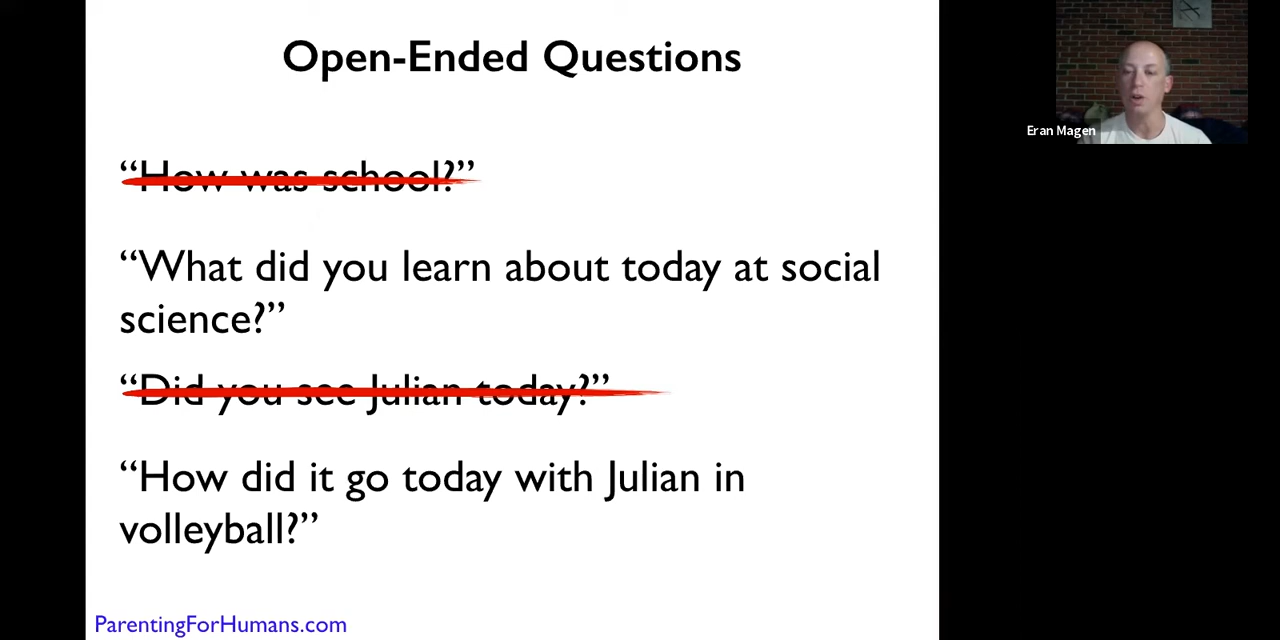 Open-Ended Questions
Eran Magen
“How was school?”
“What did you learn about today at social
science?”
“Did you see Julian today?”
“How did it go today with Julian in
volleyball?”
ParentingForHumans.com